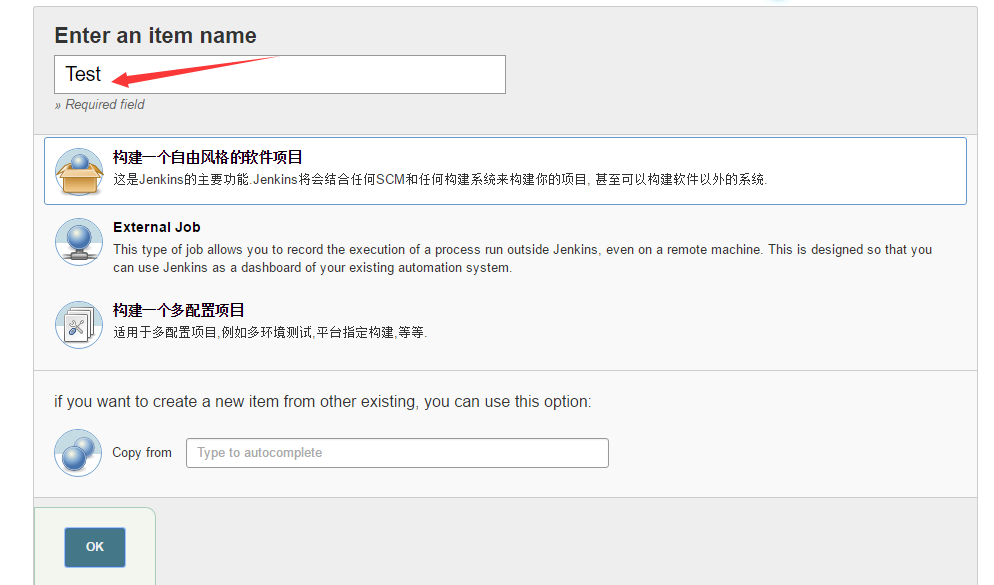 Enter an item name
Test
» Required field
构建一个自由风格的软件项目
这是Jenkins的主要功能.Jenkins将会结合任何SCM和任何构建系统来构建你的项目, 甚至可以构建软件以外的系统.
External Job
This type of job allows you to record the execution of a process run outside Jenkins, even on a remote machine. This is designed so that you
can use Jenkins as a dashboard of your existing automation system.
构建一个多配置项目
适用于多配置项目,例如多环境测试,平台指定构建,等等.
if you want to create a new item from other existing, you can use this option:
Copy from
Type to autocomplete
OK